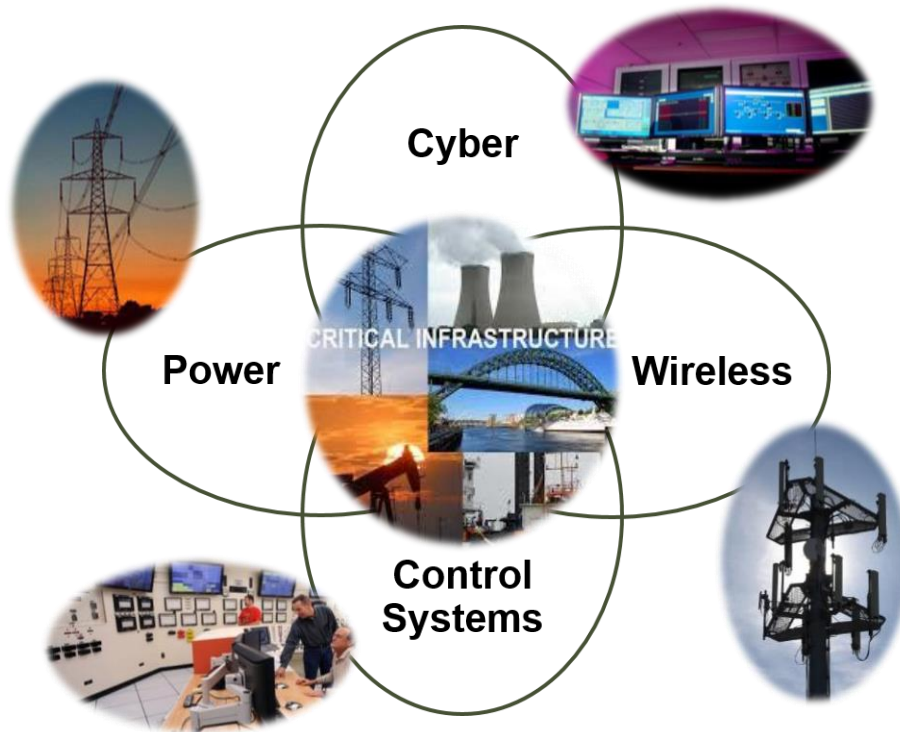 Cyber
CRITICAL INFRASTRUCTURE
Power
Wireless
Control
Systems